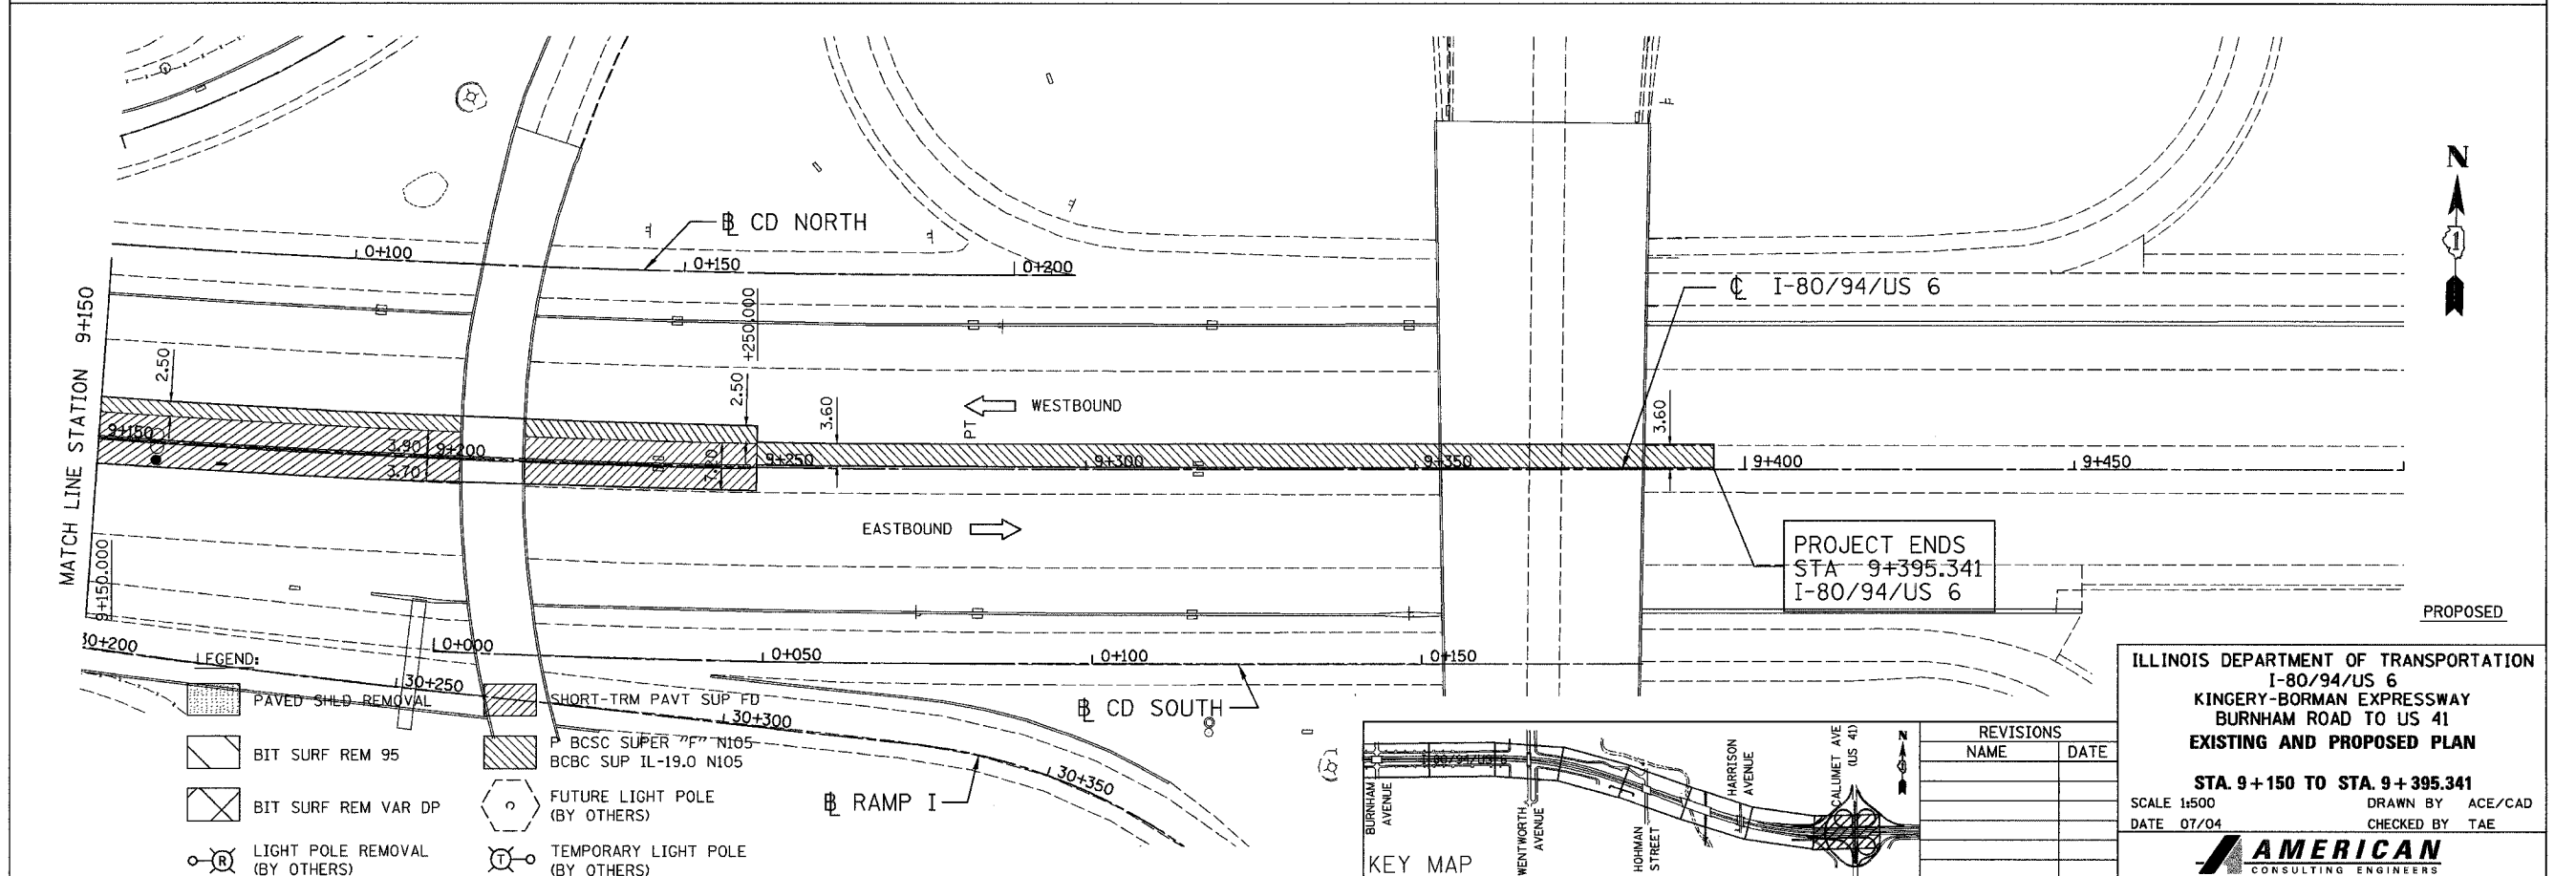 ℄ CD NORTH
0+100
0+150
0+200
℄ I-80/94/US 6
N
1
MATCH LINE STATION 9+150
9+150.000
2.50
+250.000
2.50
3.60
PT
WESTBOUND
3.60
9+150
3.90
3.70
9+200
7.20
9+250
9+300
9+350
9+400
9+450
EASTBOUND
PROJECT ENDS
STA 9+395.341
I-80/94/US 6
PROPOSED
30+200
0+000
0+050
0+100
0+150
30+250
30+300
30+350
℄ CD SOUTH
℄ RAMP I
LEGEND:
PAVED SHLD REMOVAL
BIT SURF REM 95
BIT SURF REM VAR DP
LIGHT POLE REMOVAL
(BY OTHERS)
SHORT-TRM PAVT SUP FD
P BCSC SUPER "F" N105
BCBC SUP IL-19.0 N105
FUTURE LIGHT POLE
(BY OTHERS)
TEMPORARY LIGHT POLE
(BY OTHERS)
R
T
KEY MAP
BURNHAM
AVENUE
WENTWORTH
AVENUE
HOHMAN
STREET
HARRISON
AVENUE
CALUMET AVE
(US 41)
N
REVISIONS
NAME DATE
ILLINOIS DEPARTMENT OF TRANSPORTATION
I-80/94/US 6
KINGERY-BORMAN EXPRESSWAY
BURNHAM ROAD TO US 41
EXISTING AND PROPOSED PLAN
STA. 9+150 TO STA. 9+395.341
SCALE 1:500 DRAWN BY ACE/CAD
DATE 07/04 CHECKED BY TAE
AMERICAN
CONSULTING ENGINEERS